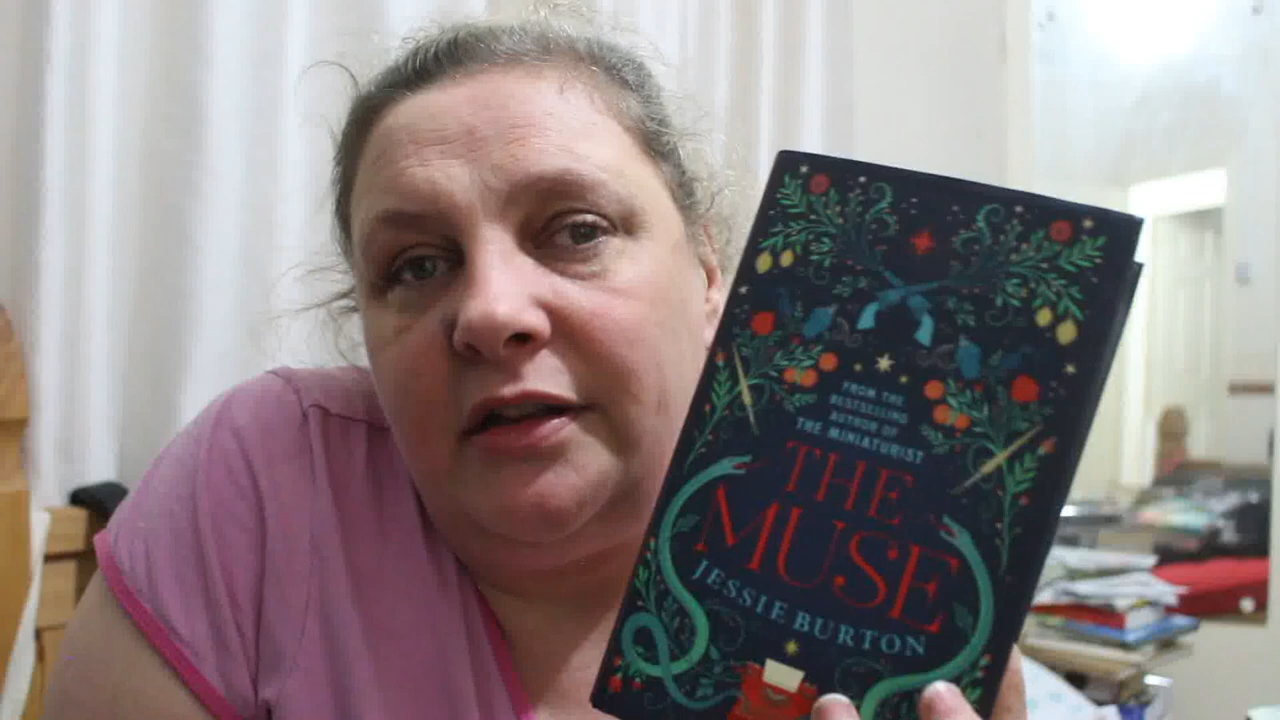 FROM THE
BESTSELLING
AUTHOR OF
THE MINIATURIST
THE
MUSE
JESSIE BURTON